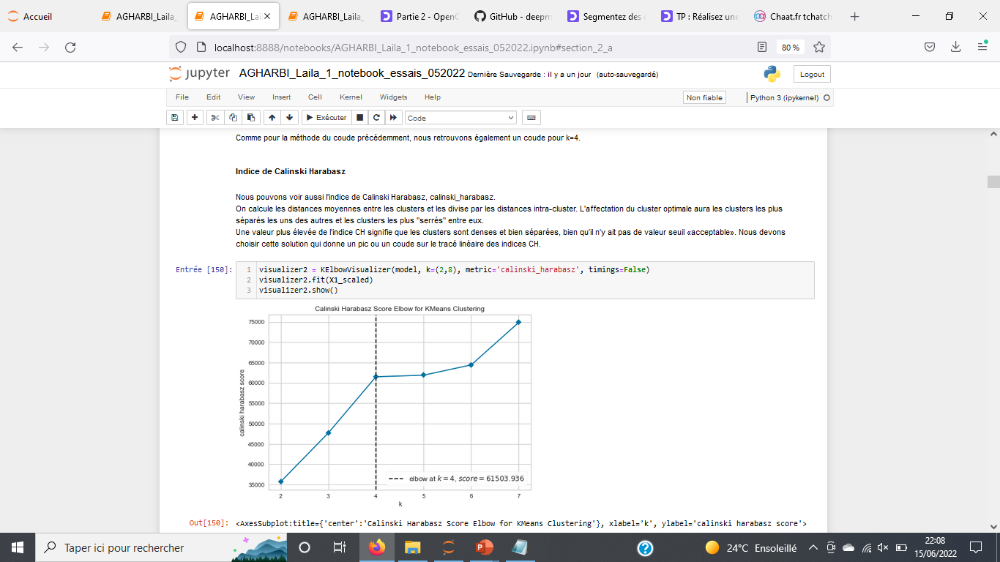 Accueil
AGHARBI_Laila_
AGHARBI_Lai
AGHARBI_Laila_
Partie 2 - OpenC
GitHub - deepm
Segmentez des
TP : Réalisez une
Chaat.fr tchatch
localhost:8888/notebooks/AGHARBI_Laila_1_notebook_essais_052022.ipynb#section_2_a
80 %
jupyter AGHARBI_Laila_1_notebook_essais_052022 Dernière Sauvegarde : il y a un jour (auto-sauvegardé)
Logout
File Edit View Insert Cell Kernel Widgets Help
Non fiable
Python 3 (ipykernel)
Exécuter
Code
Comme pour la méthode du coude précédemment, nous retrouvons également un coude pour k=4.
Indice de Calinski Harabasz
Nous pouvons voir aussi l'indice de Calinski Harabasz, calinski_harabasz.
On calcule les distances moyennes entre les clusters et les divise par les distances intra-cluster. L'affectation du cluster optimale aura les clusters les plus
séparés les uns des autres et les clusters les plus "serrés" entre eux.
Une valeur plus élevée de l'indice CH signifie que les clusters sont denses et bien séparées, bien qu'il n'y ait pas de valeur seuil «acceptable». Nous devons
choisir cette solution qui donne un pic ou un coude sur le tracé linéaire des indices CH.
Entrée [150]:
1 visualizer2 = KElbowVisualizer(model, k=(2,8), metric='calinski_harabasz', timings=False)
2 visualizer2.fit(X1_scaled)
3 visualizer2.show()
Calinski Harabasz Score Elbow for KMeans Clustering
75000
70000
65000
60000
55000
50000
45000
40000
35000
calinski harabasz score
elbow at k = 4, score = 61503.936
2 3 4 5 6 7
k
Out[150]: <AxesSubplot:title={'center':'Calinski Harabasz Score Elbow for KMeans Clustering'}, xlabel='k', ylabel='calinski harabasz score'>
Taper ici pour rechercher
24°C Ensoleillé
22:08
15/06/2022